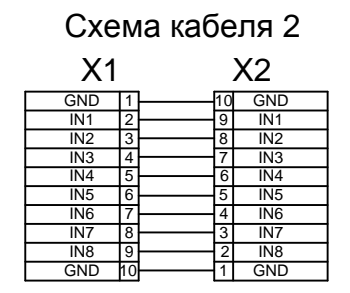 Схема кабеля 2
X1 X2
GND 1 10 GND
IN1 2 9 IN1
IN2 3 8 IN2
IN3 4 7 IN3
IN4 5 6 IN4
IN5 6 5 IN5
IN6 7 4 IN6
IN7 8 3 IN7
IN8 9 2 IN8
GND 10 1 GND